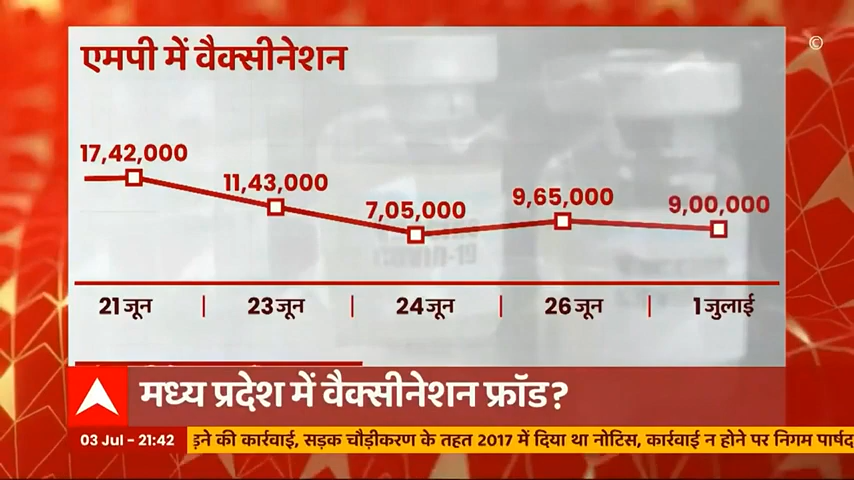 ©
एमपी में वैक्सीनेशन
17,42,000
11,43,000
7,05,000
9,65,000
9,00,000
21 जून | 23 जून | 24 जून | 26 जून | 1 जुलाई
मध्य प्रदेश में वैक्सीनेशन फ्रॉड?
03 Jul - 21:42
इने की कार्रवाई, सड़क चौड़ीकरण के तहत 2017 में दिया था नोटिस, कार्रवाई न होने पर निगम पार्षद